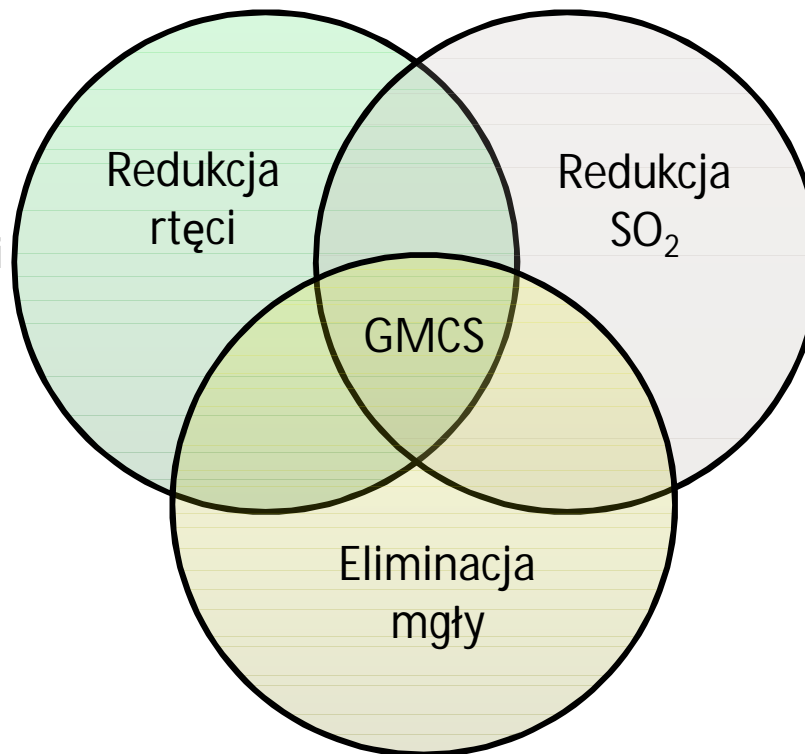 Redukcja
rtęci
Redukcja
SO₂
GMCS
Eliminacja
mgły